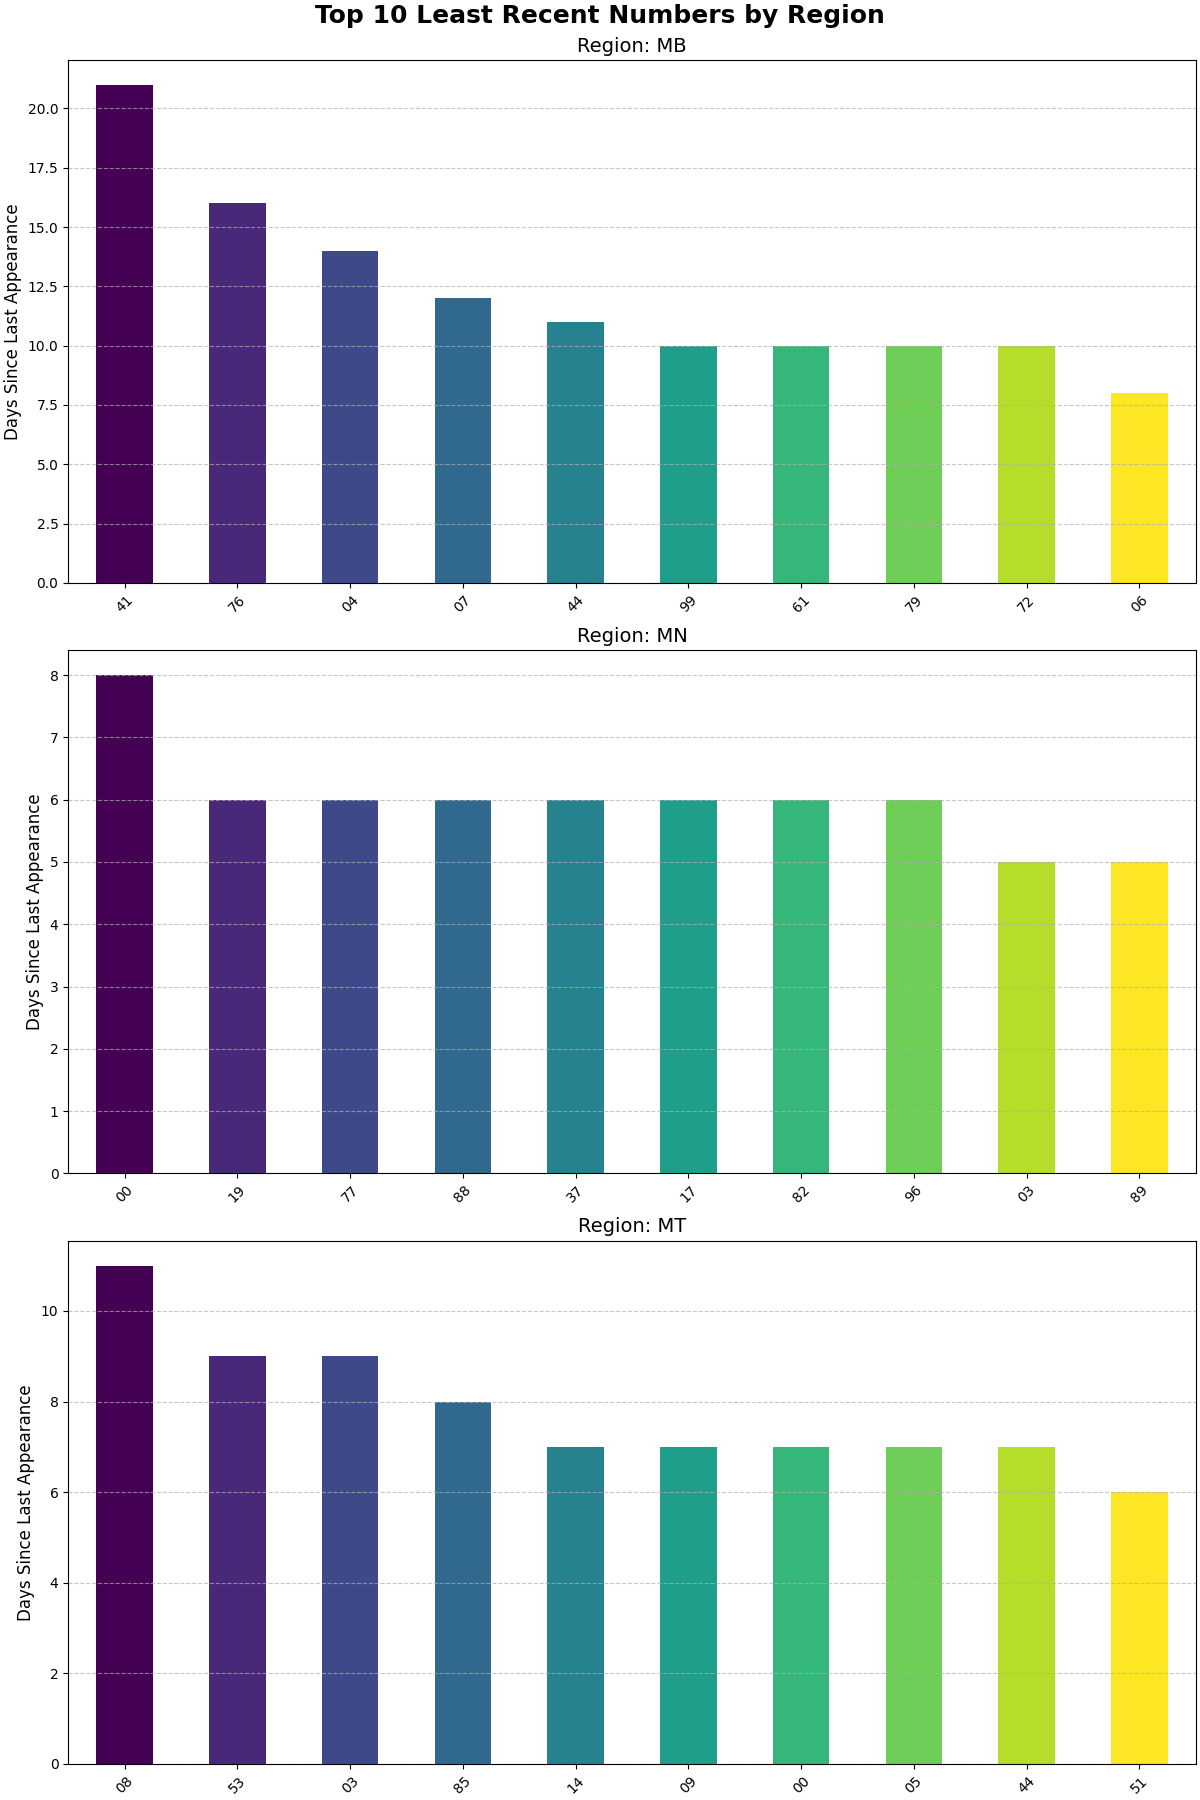 Top 10 Least Recent Numbers by Region
Region: MB
Days Since Last Appearance
20.0
17.5
15.0
12.5
10.0
7.5
5.0
2.5
0.0
41 76 04 07 44 99 61 79 72 06
Region: MN
Days Since Last Appearance
8
7
6
5
4
3
2
1
0
00 19 77 88 37 17 82 96 03 89
Region: MT
Days Since Last Appearance
10
8
6
4
2
0
08 53 03 85 14 09 00 05 44 51